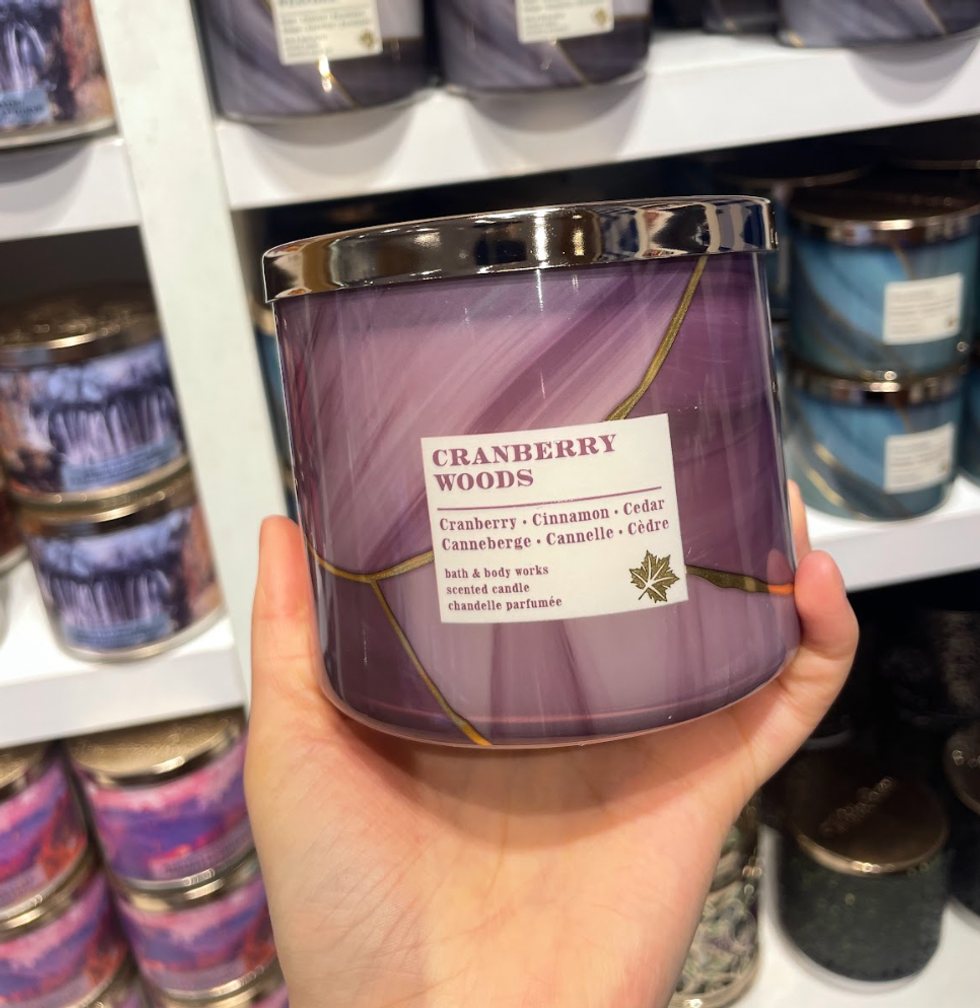 CRANBERRY
WOODS
Cranberry · Cinnamon · Cedar
Canneberge · Cannelle · Cèdre
bath & body works
scented candle
chandelle parfumée